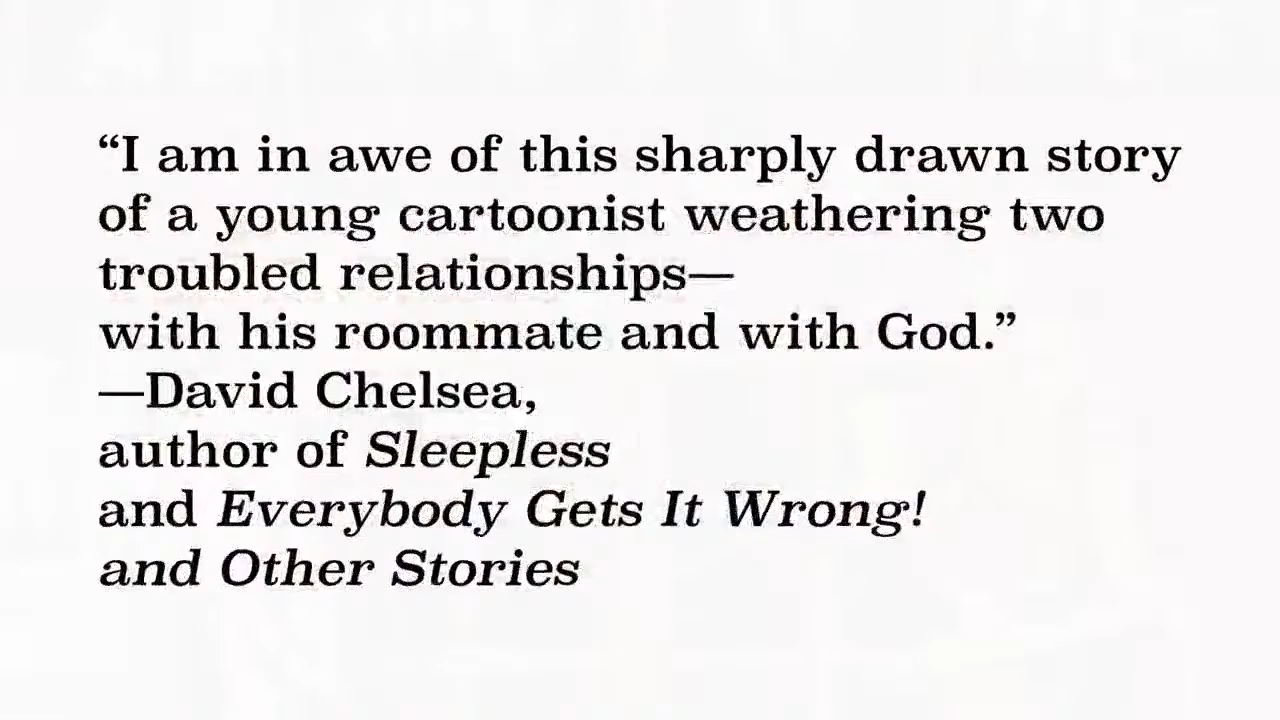 “I am in awe of this sharply drawn story
of a young cartoonist weathering two
troubled relationships—
with his roommate and with God.”
—David Chelsea,
author of Sleepless
and Everybody Gets It Wrong!
and Other Stories